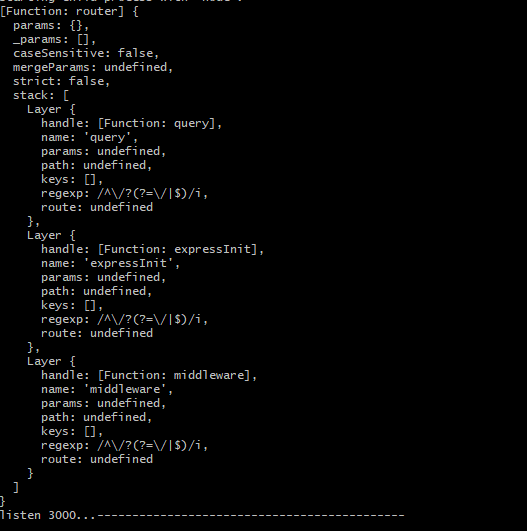 [Function: router] {
  params: {},
  _params: [],
  caseSensitive: false,
  mergeParams: undefined,
  strict: false,
  stack: [
    Layer {
      handle: [Function: query],
      name: 'query',
      params: undefined,
      path: undefined,
      keys: [],
      regexp: /^\/?(?=\/|$)/i,
      route: undefined
    },
    Layer {
      handle: [Function: expressInit],
      name: 'expressInit',
      params: undefined,
      path: undefined,
      keys: [],
      regexp: /^\/?(?=\/|$)/i,
      route: undefined
    },
    Layer {
      handle: [Function: middleware],
      name: 'middleware',
      params: undefined,
      path: undefined,
      keys: [],
      regexp: /^\/?(?=\/|$)/i,
      route: undefined
    }
  ]
}
listen 3000...--------------------------------------------